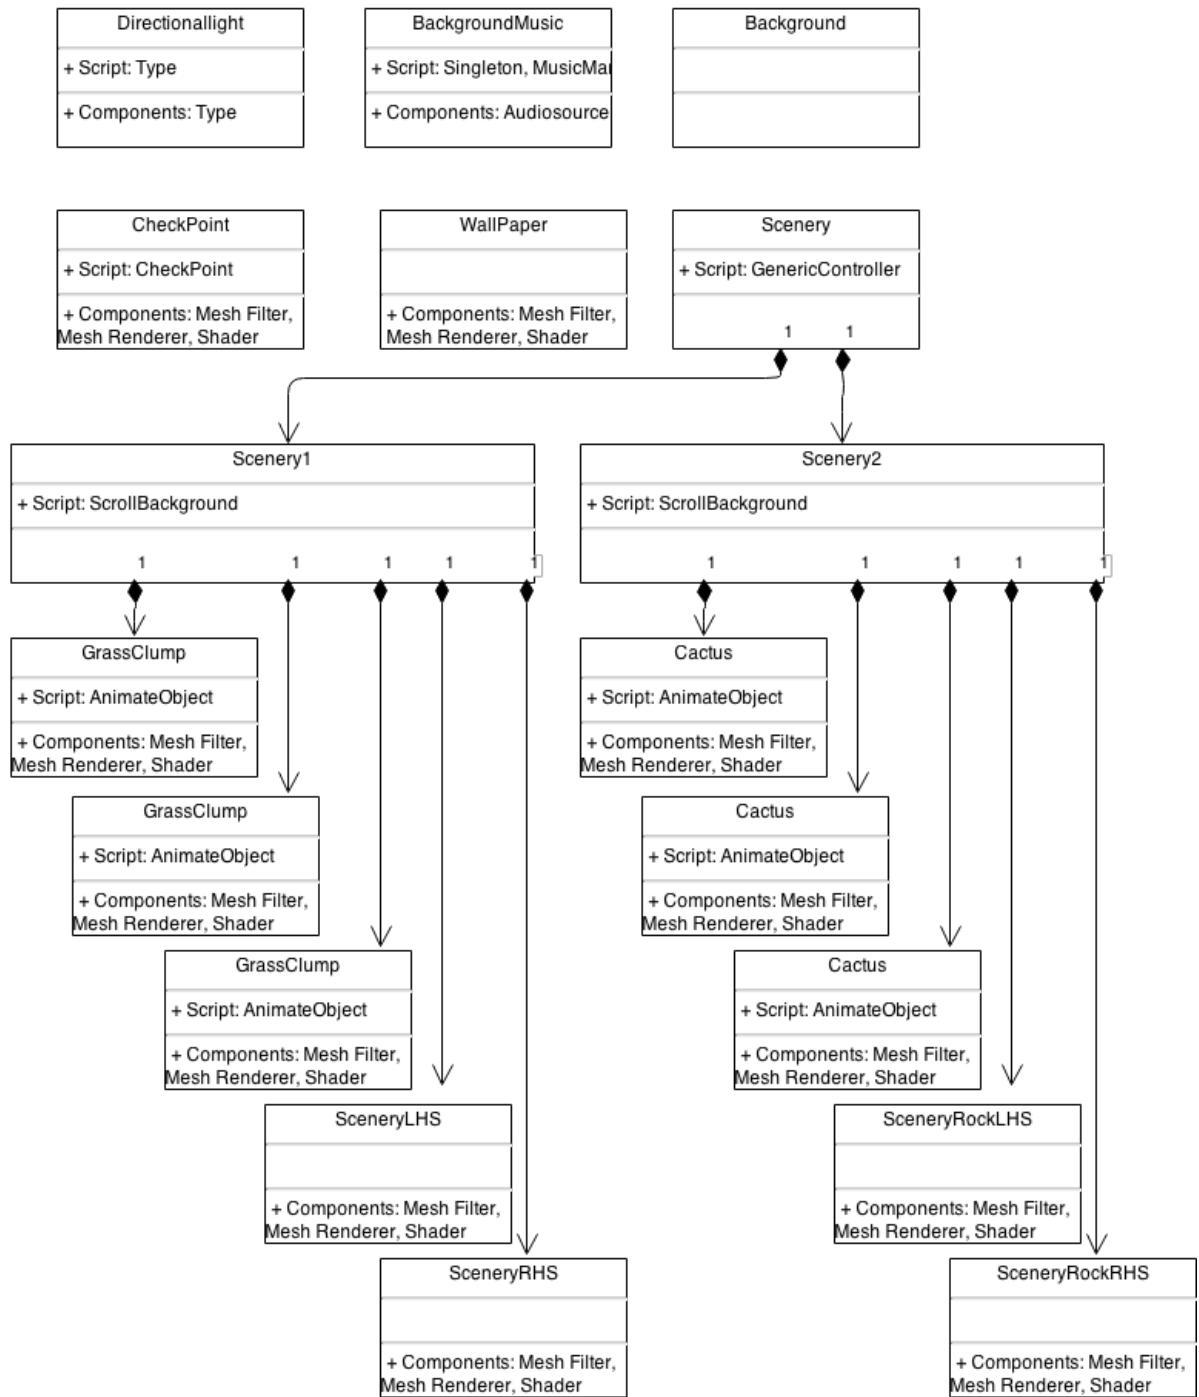 Directionallight
+ Script: Type
+ Components: Type
BackgroundMusic
+ Script: Singleton,
+ Components: Audiosource
Background
CheckPoint
+ Script: CheckPoint
+ Components: Mesh Filter,
Mesh Renderer, Shader
WallPaper
+ Components: Mesh Filter,
Mesh Renderer, Shader
Scenery
+ Script: GenericController
1
1
Scenery1
+ Script: ScrollBackground
1
1
1
1
1
Scenery2
+ Script: ScrollBackground
1
1
1
1
1
GrassClump
+ Script: AnimateObject
+ Components: Mesh Filter,
Mesh Renderer, Shader
Cactus
+ Script: AnimateObject
+ Components: Mesh Filter,
Mesh Renderer, Shader
GrassClump
+ Script: AnimateObject
+ Components: Mesh Filter,
Mesh Renderer, Shader
Cactus
+ Script: AnimateObject
+ Components: Mesh Filter,
Mesh Renderer, Shader
GrassClump
+ Script: AnimateObject
+ Components: Mesh Filter,
Mesh Renderer, Shader
Cactus
+ Script: AnimateObject
+ Components: Mesh Filter,
Mesh Renderer, Shader
SceneryLHS
+ Components: Mesh Filter,
Mesh Renderer, Shader
SceneryRockLHS
+ Components: Mesh Filter,
Mesh Renderer, Shader
SceneryRHS
+ Components: Mesh Filter,
Mesh Renderer, Shader
SceneryRockRHS
+ Components: Mesh Filter,
Mesh Renderer, Shader